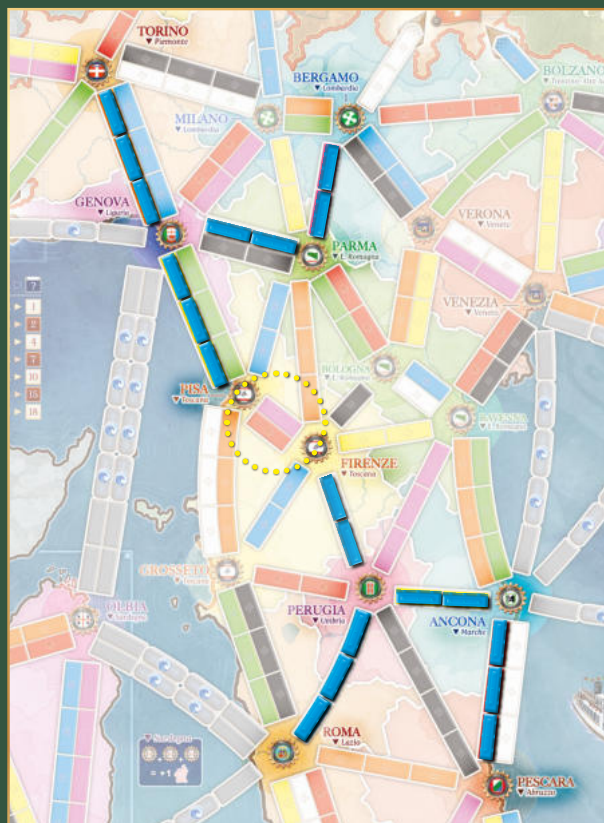 TORINO
▼ Piemonte
BERGAMO
▼ Lombardia
BOLZANO
MILANO
▼ Lombardia
GENOVA
▼ Liguria
VERONA
▼ Veneto
PARMA
▼ E. Romagna
VENEZIA
▼ Veneto
7
1
2
4
7
10
15
18
BOLOGNA
▼ E. Romagna
PISA
▼ Toscana
RAVENNA
▼ E. Romagna
FIRENZE
▼ Toscana
GROSSETO
▼ Toscana
OLBIA
▼ Sardegna
PERUGIA
▼ Umbria
ANCONA
▼ Marche
▼ Sardegna
= +1
ROMA
▼ Lazio
PESCARA
▼ Abruzzo